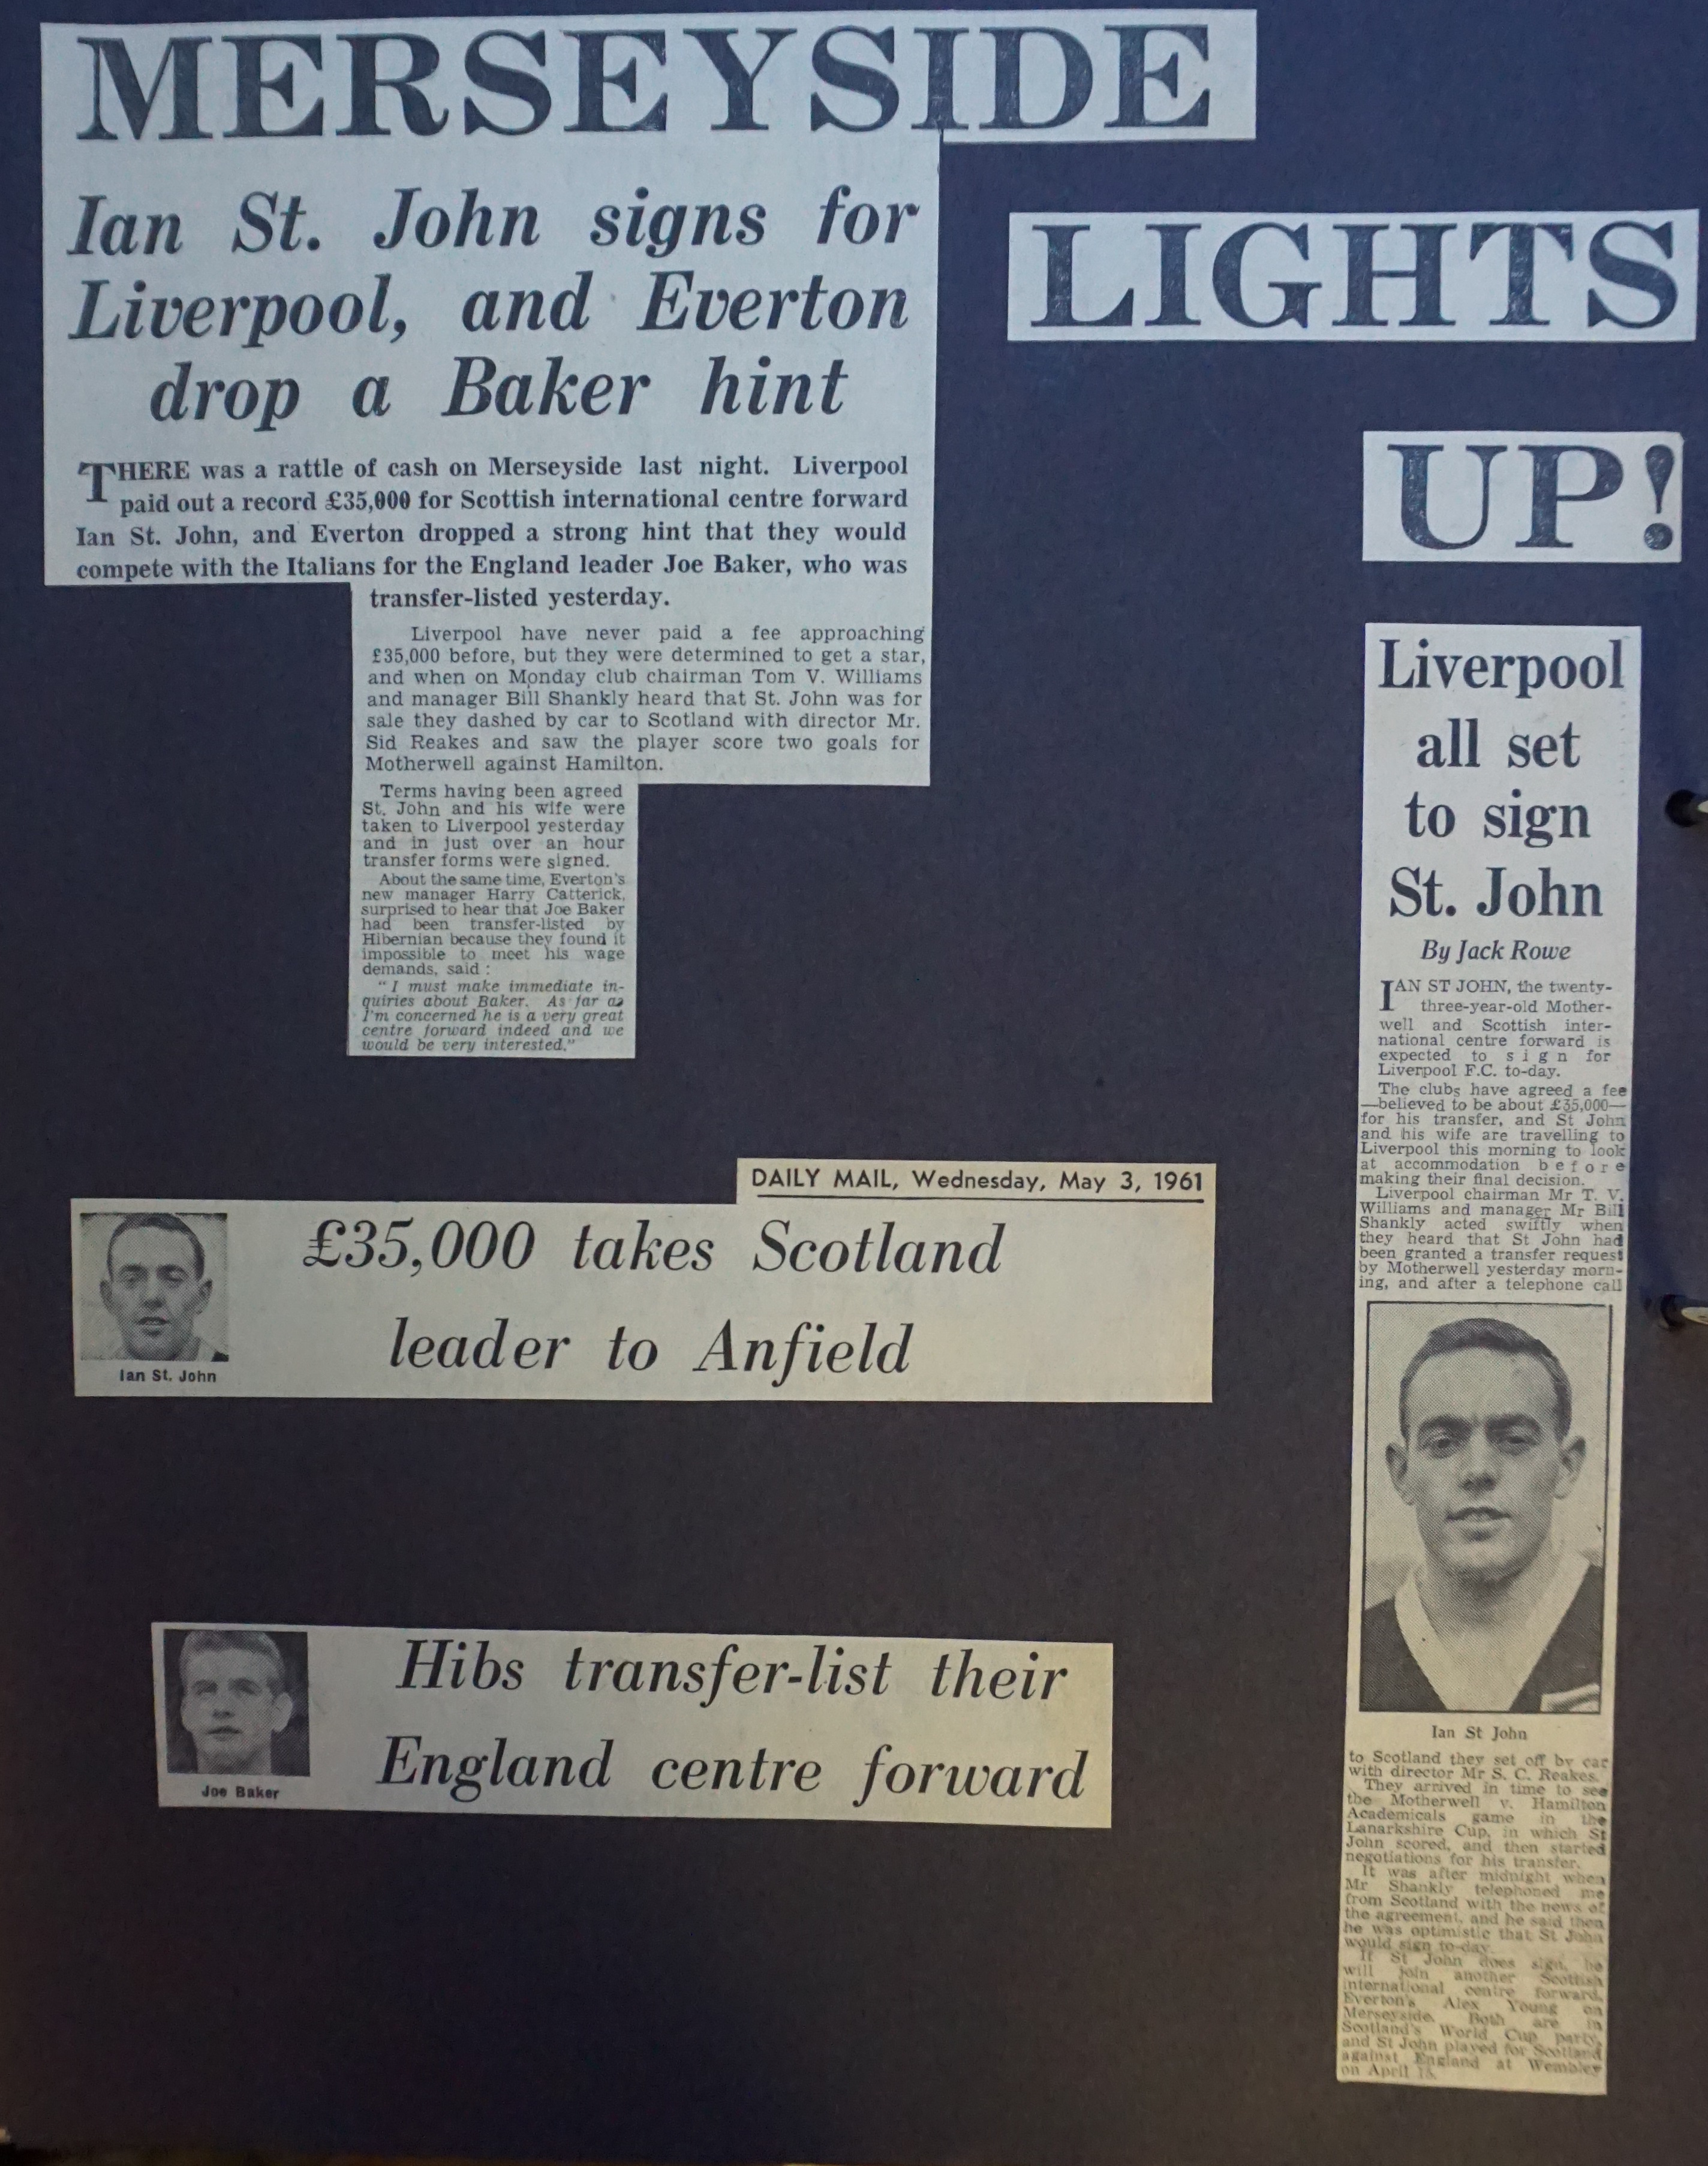 MERSEYSIDE
LIGHTS
UP!
Ian St. John signs for
Liverpool, and Everton
drop a Baker hint
THERE was a rattle of cash on Merseyside last night. Liverpool
paid out a record £35,000 for Scottish international centre forward
Ian St. John, and Everton dropped a strong hint that they would
compete with the Italians for the England leader Joe Baker, who was
transfer-listed yesterday.
Liverpool have never paid a fee approaching
£35,000 before, but they were determined to get a star,
and when on Monday club chairman Tom V. Williams
and manager Bill Shankly heard that St. John was for
sale they dashed by car to Scotland with director Mr.
Sid Reakes and saw the player score two goals for
Motherwell against Hamilton.
Terms having been agreed
St. John and his wife were
taken to Liverpool yesterday
and in just over an hour
transfer forms were signed.
About the same time, Everton's
new manager Harry Catterick,
surprised to hear that Joe Baker
had been transfer-listed by
Hibernian because they found it
impossible to meet his wage
demands, said :
"I must make immediate in-
quiries about Baker. As far as
I'm concerned he is a very great
centre forward indeed and we
would be very interested."
DAILY MAIL, Wednesday, May 3, 1961
£35,000 takes Scotland
leader to Anfield
Ian St. John
Hibs transfer-list their
England centre forward
Joe Baker
Liverpool
all set
to sign
St. John
By Jack Rowe
IAN ST JOHN, the twenty-
three-year-old Mother-
well and Scottish inter-
national centre forward is
expected to sign for
Liverpool F.C. to-day.
The clubs have agreed a fee
—believed to be about £35,000—
for his transfer, and St John
and his wife are travelling to
Liverpool this morning to look
at accommodation before
making their final decision.
Liverpool chairman Mr T. V.
Williams and manager Mr Bill
Shankly acted swiftly when
they heard that St John had
been granted a transfer request
by Motherwell yesterday morn-
ing, and after a telephone call
Ian St John
to Scotland they set off by car
with director Mr S. C. Reakes.
They arrived in time to see
the Motherwell v. Hamilton
Academicals game in the
Lanarkshire Cup, in which St
John scored, and then started
negotiations for his transfer.
It was after midnight when
Mr Shankly telephoned me
from Scotland with the news of
the agreement, and he said then
he was optimistic that St John
would sign to-day.
If St John does sign, he
will join another Scottish
international centre forward,
Everton's Alex Young on
Merseyside. Both are in
Scotland's World Cup party,
and St John played for Scotland
against England at Wembley
on April 15.